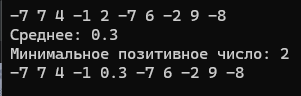 -7 7 4 -1 2 -7 6 -2 9 -8
Среднее: 0.3
Минимальное позитивное число: 2
-7 7 4 -1 0.3 -7 6 -2 9 -8